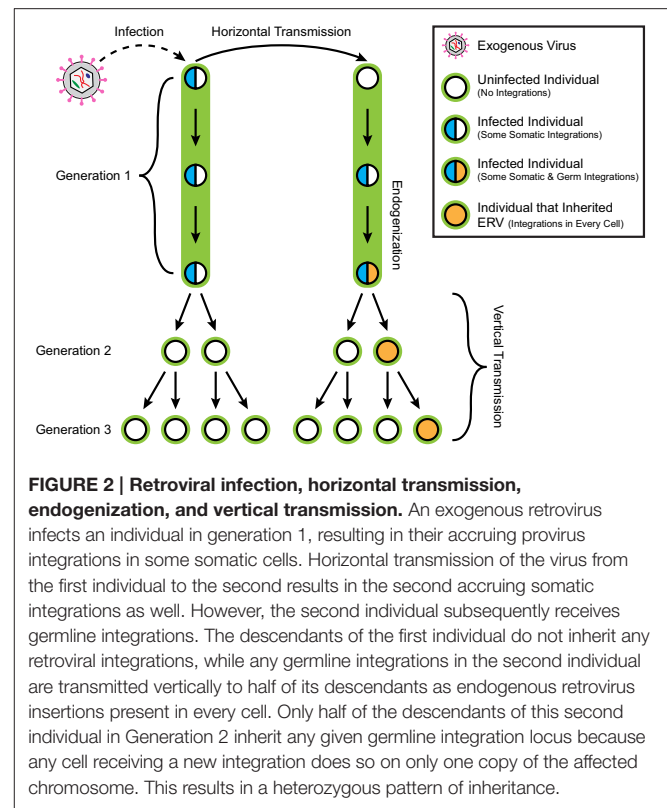 Infection
Horizontal Transmission
Exogenous Virus
Uninfected Individual
(No Integrations)
Infected Individual
(Some Somatic Integrations)
Infected Individual
(Some Somatic & Germ Integrations)
Individual that Inherited
ERV (Integrations in Every Cell)
Generation 1
Endogenization
Generation 2
Vertical Transmission
Generation 3
FIGURE 2 | Retroviral infection, horizontal transmission,
endogenization, and vertical transmission. An exogenous retrovirus
infects an individual in generation 1, resulting in their accruing provirus
integrations in some somatic cells. Horizontal transmission of the virus from
the first individual to the second results in the second accruing somatic
integrations as well. However, the second individual subsequently receives
germline integrations. The descendants of the first individual do not inherit any
retroviral integrations, while any germline integrations in the second individual
are transmitted vertically to half of its descendants as endogenous retrovirus
insertions present in every cell. Only half of the descendants of this second
individual in Generation 2 inherit any given germline integration locus because
any cell receiving a new integration does so on only one copy of the affected
chromosome. This results in a heterozygous pattern of inheritance.